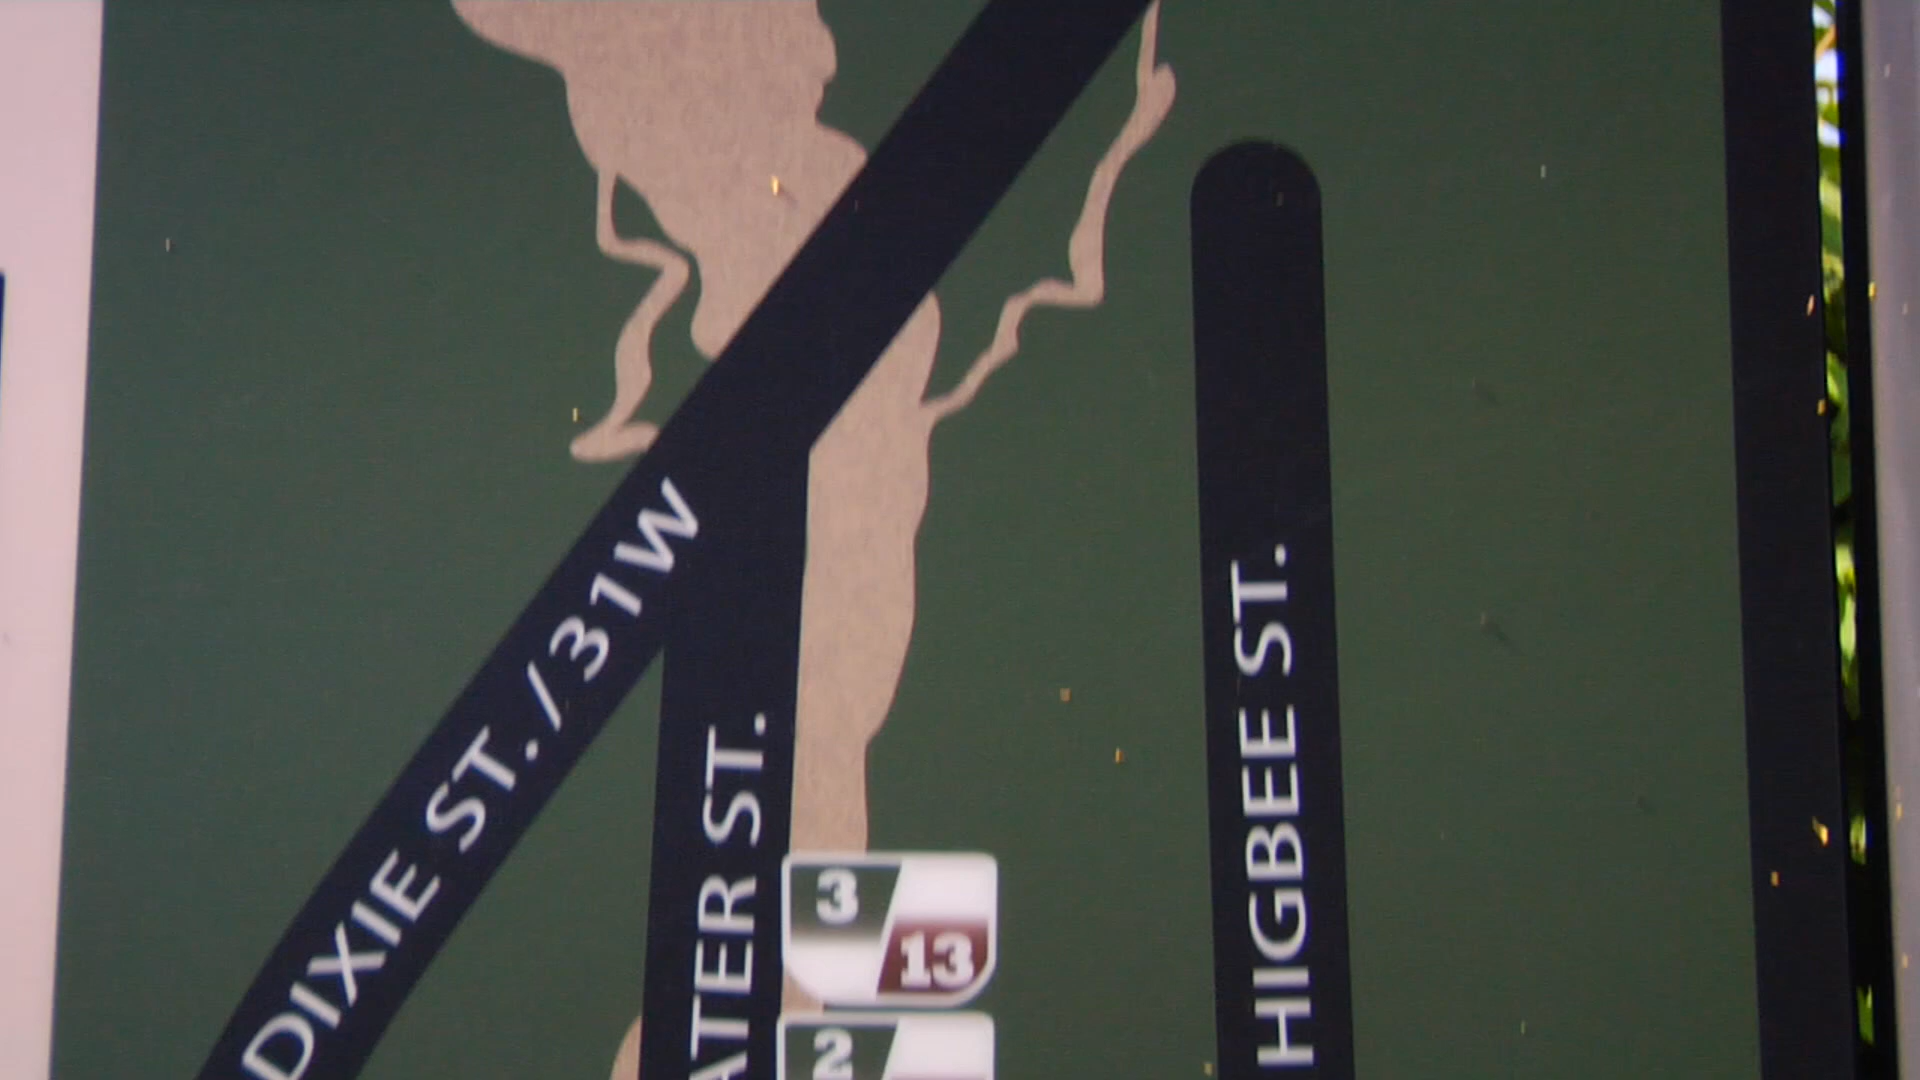 DIXIE ST./31W
ATER ST.
HIGBEE ST.
3
13
2